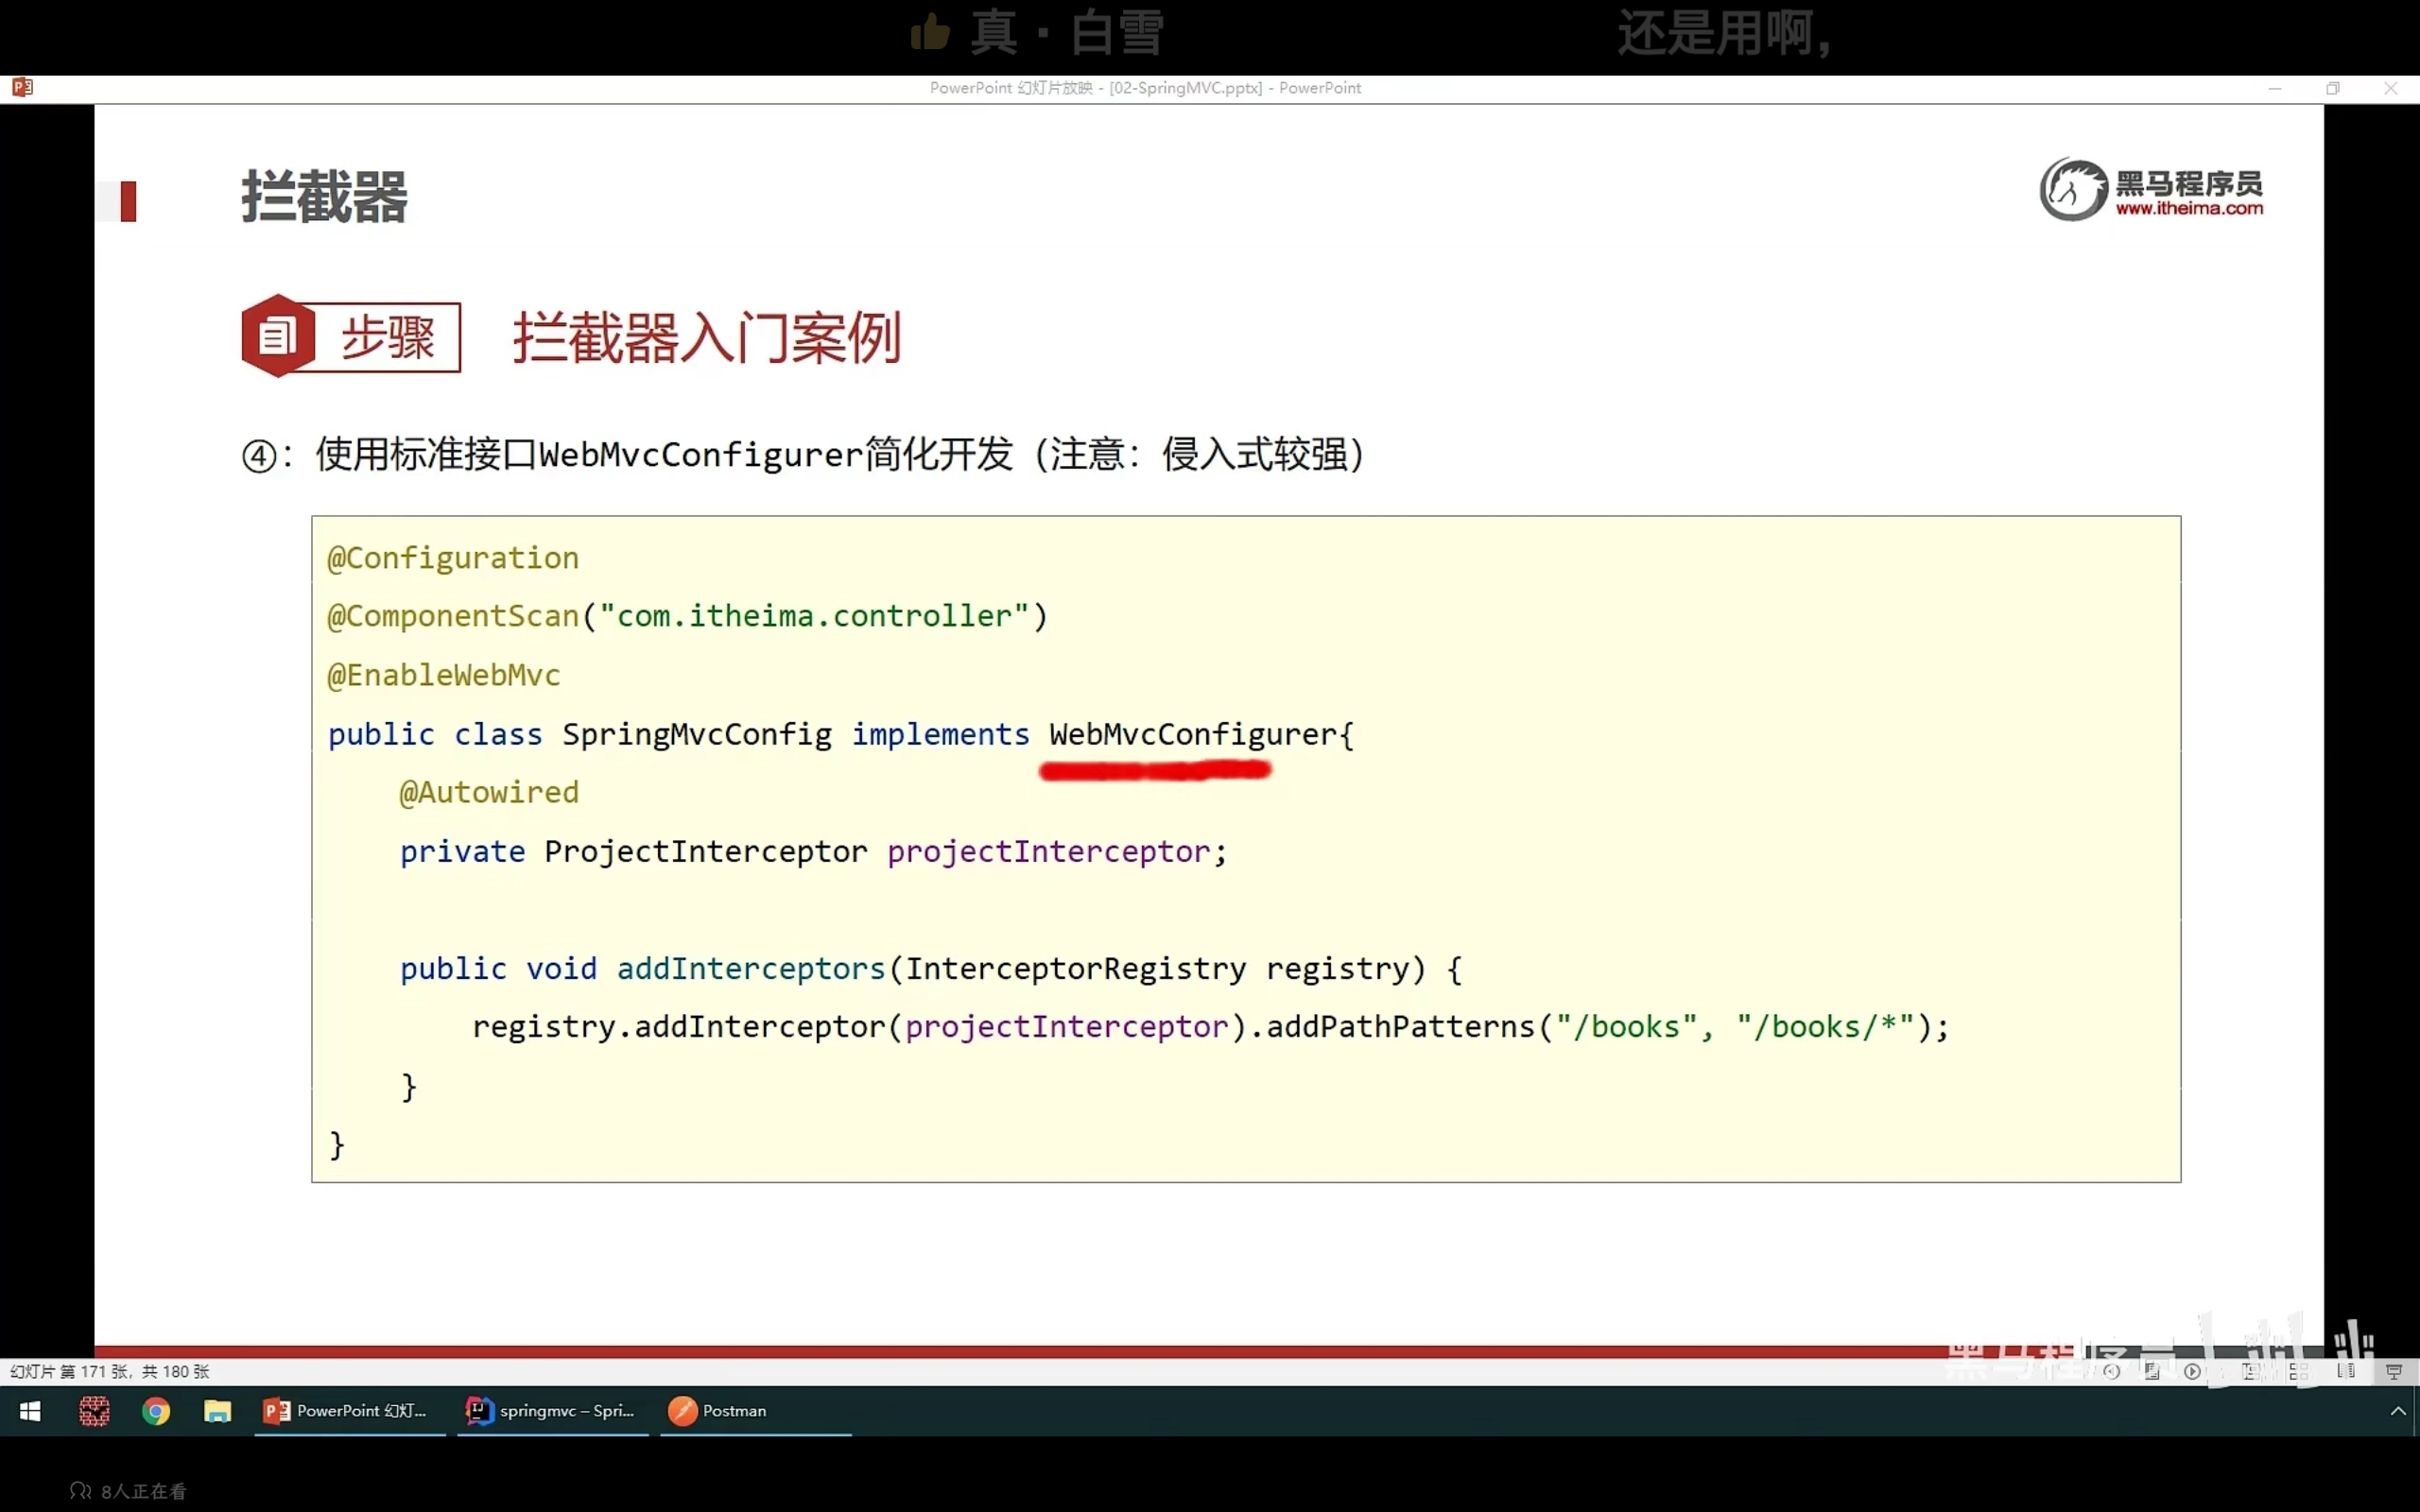 真·白雪
还是用啊，
PowerPoint 幻灯片放映 - [02-SpringMVC.pptx] - PowerPoint
拦截器
黑马程序员
www.itheima.com
步骤
拦截器入门案例
④：使用标准接口WebMvcConfigurer简化开发（注意：侵入式较强）
@Configuration
@ComponentScan("com.itheima.controller")
@EnableWebMvc
public class SpringMvcConfig implements WebMvcConfigurer{
@Autowired
private ProjectInterceptor projectInterceptor;
public void addInterceptors(InterceptorRegistry registry) {
registry.addInterceptor(projectInterceptor).addPathPatterns("/books", "/books/*");
}
}
黑马程序员
幻灯片 第 171 张，共 180 张
PowerPoint 幻灯...
springmvc – Spri...
Postman
8人正在看